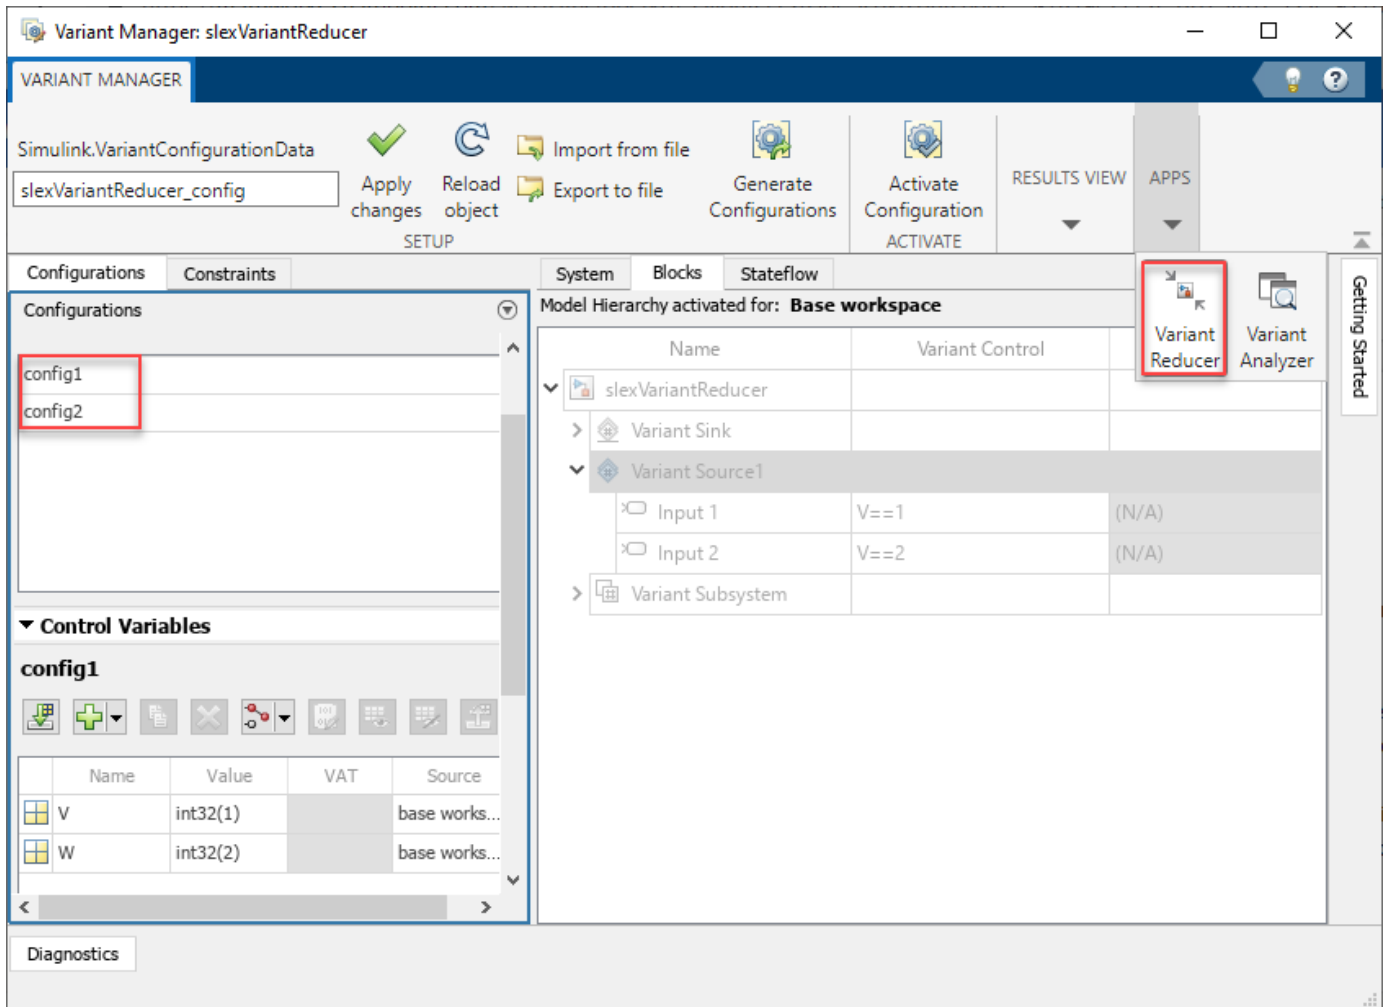 Variant Manager: slexVariantReducer
VARIANT MANAGER
Simulink.VariantConfigurationData
slexVariantReducer_config
Apply
changes
Reload
object
Import from file
Export to file
SETUP
Generate
Configurations
Activate
Configuration
ACTIVATE
RESULTS VIEW
APPS
Variant
Reducer
Variant
Analyzer
Configurations
Constraints
Configurations
config1
config2
Control Variables
config1
Name Value VAT Source
V int32(1) base works...
W int32(2) base works...
System
Blocks
Stateflow
Model Hierarchy activated for: Base workspace
Name Variant Control
slexVariantReducer
Variant Sink
Variant Source1
Input 1 V==1 (N/A)
Input 2 V==2 (N/A)
Variant Subsystem
Getting Started
Diagnostics